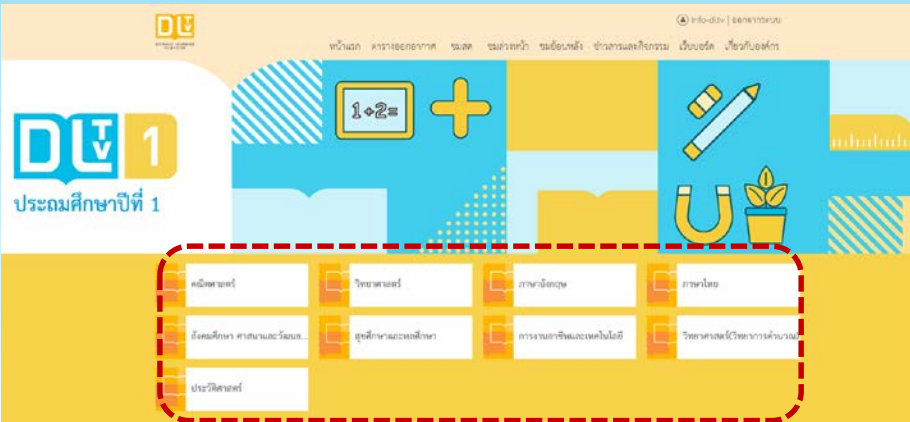 DLTV
Info-dltv | ออกจากระบบ
หน้าแรก ตารางออกอากาศ ชมสด ชมล่วงหน้า ชมย้อนหลัง ข่าวสารและกิจกรรม เว็บบอร์ด เกี่ยวกับองค์กร
1+2=
DLTV 1
ประถมศึกษาปีที่ 1
คณิตศาสตร์
วิทยาศาสตร์
ภาษาอังกฤษ
ภาษาไทย
สังคมศึกษา ศาสนาและวัฒนธ...
สุขศึกษาและพลศึกษา
การงานอาชีพและเทคโนโลยี
วิทยาศาสตร์(วิทยาการคำนวณ)
ประวัติศาสตร์